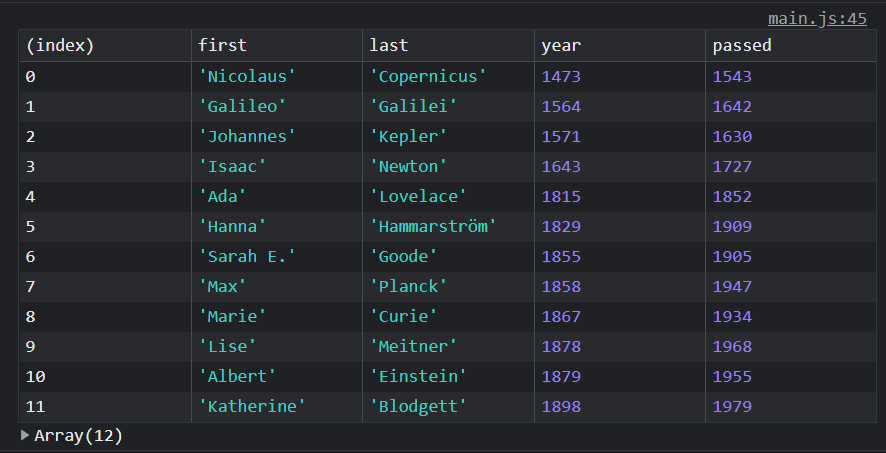 main.js:45
(index) first last year passed
0 'Nicolaus' 'Copernicus' 1473 1543
1 'Galileo' 'Galilei' 1564 1642
2 'Johannes' 'Kepler' 1571 1630
3 'Isaac' 'Newton' 1643 1727
4 'Ada' 'Lovelace' 1815 1852
5 'Hanna' 'Hammarström' 1829 1909
6 'Sarah E.' 'Goode' 1855 1905
7 'Max' 'Planck' 1858 1947
8 'Marie' 'Curie' 1867 1934
9 'Lise' 'Meitner' 1878 1968
10 'Albert' 'Einstein' 1879 1955
11 'Katherine' 'Blodgett' 1898 1979
Array(12)